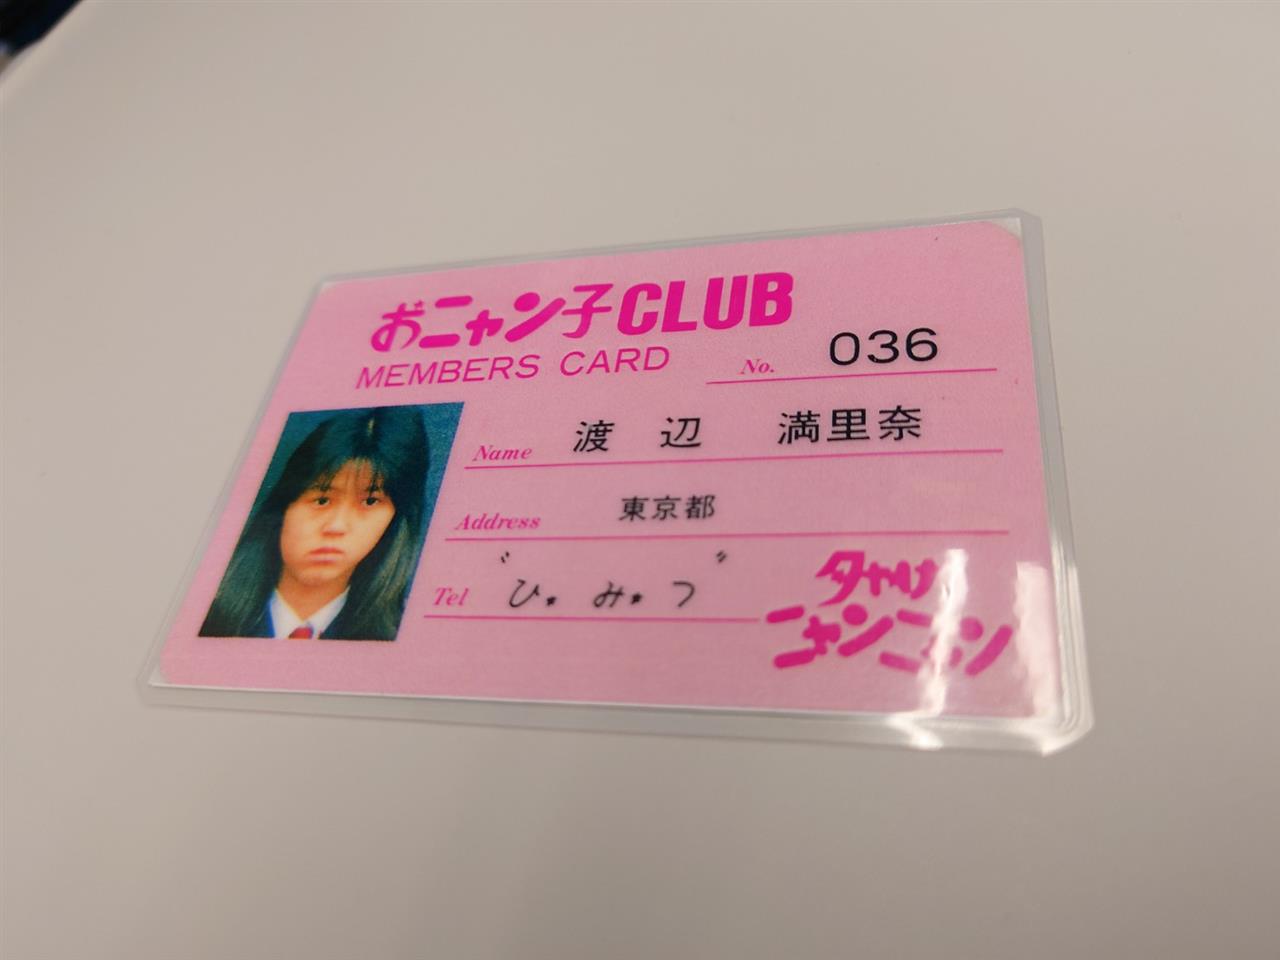 おニャン子CLUB
MEMBERS CARD
No. 036
Name 渡辺 満里奈
Address 東京都
Tel "ひ★み★つ"
夕やけ
ニャンニャン